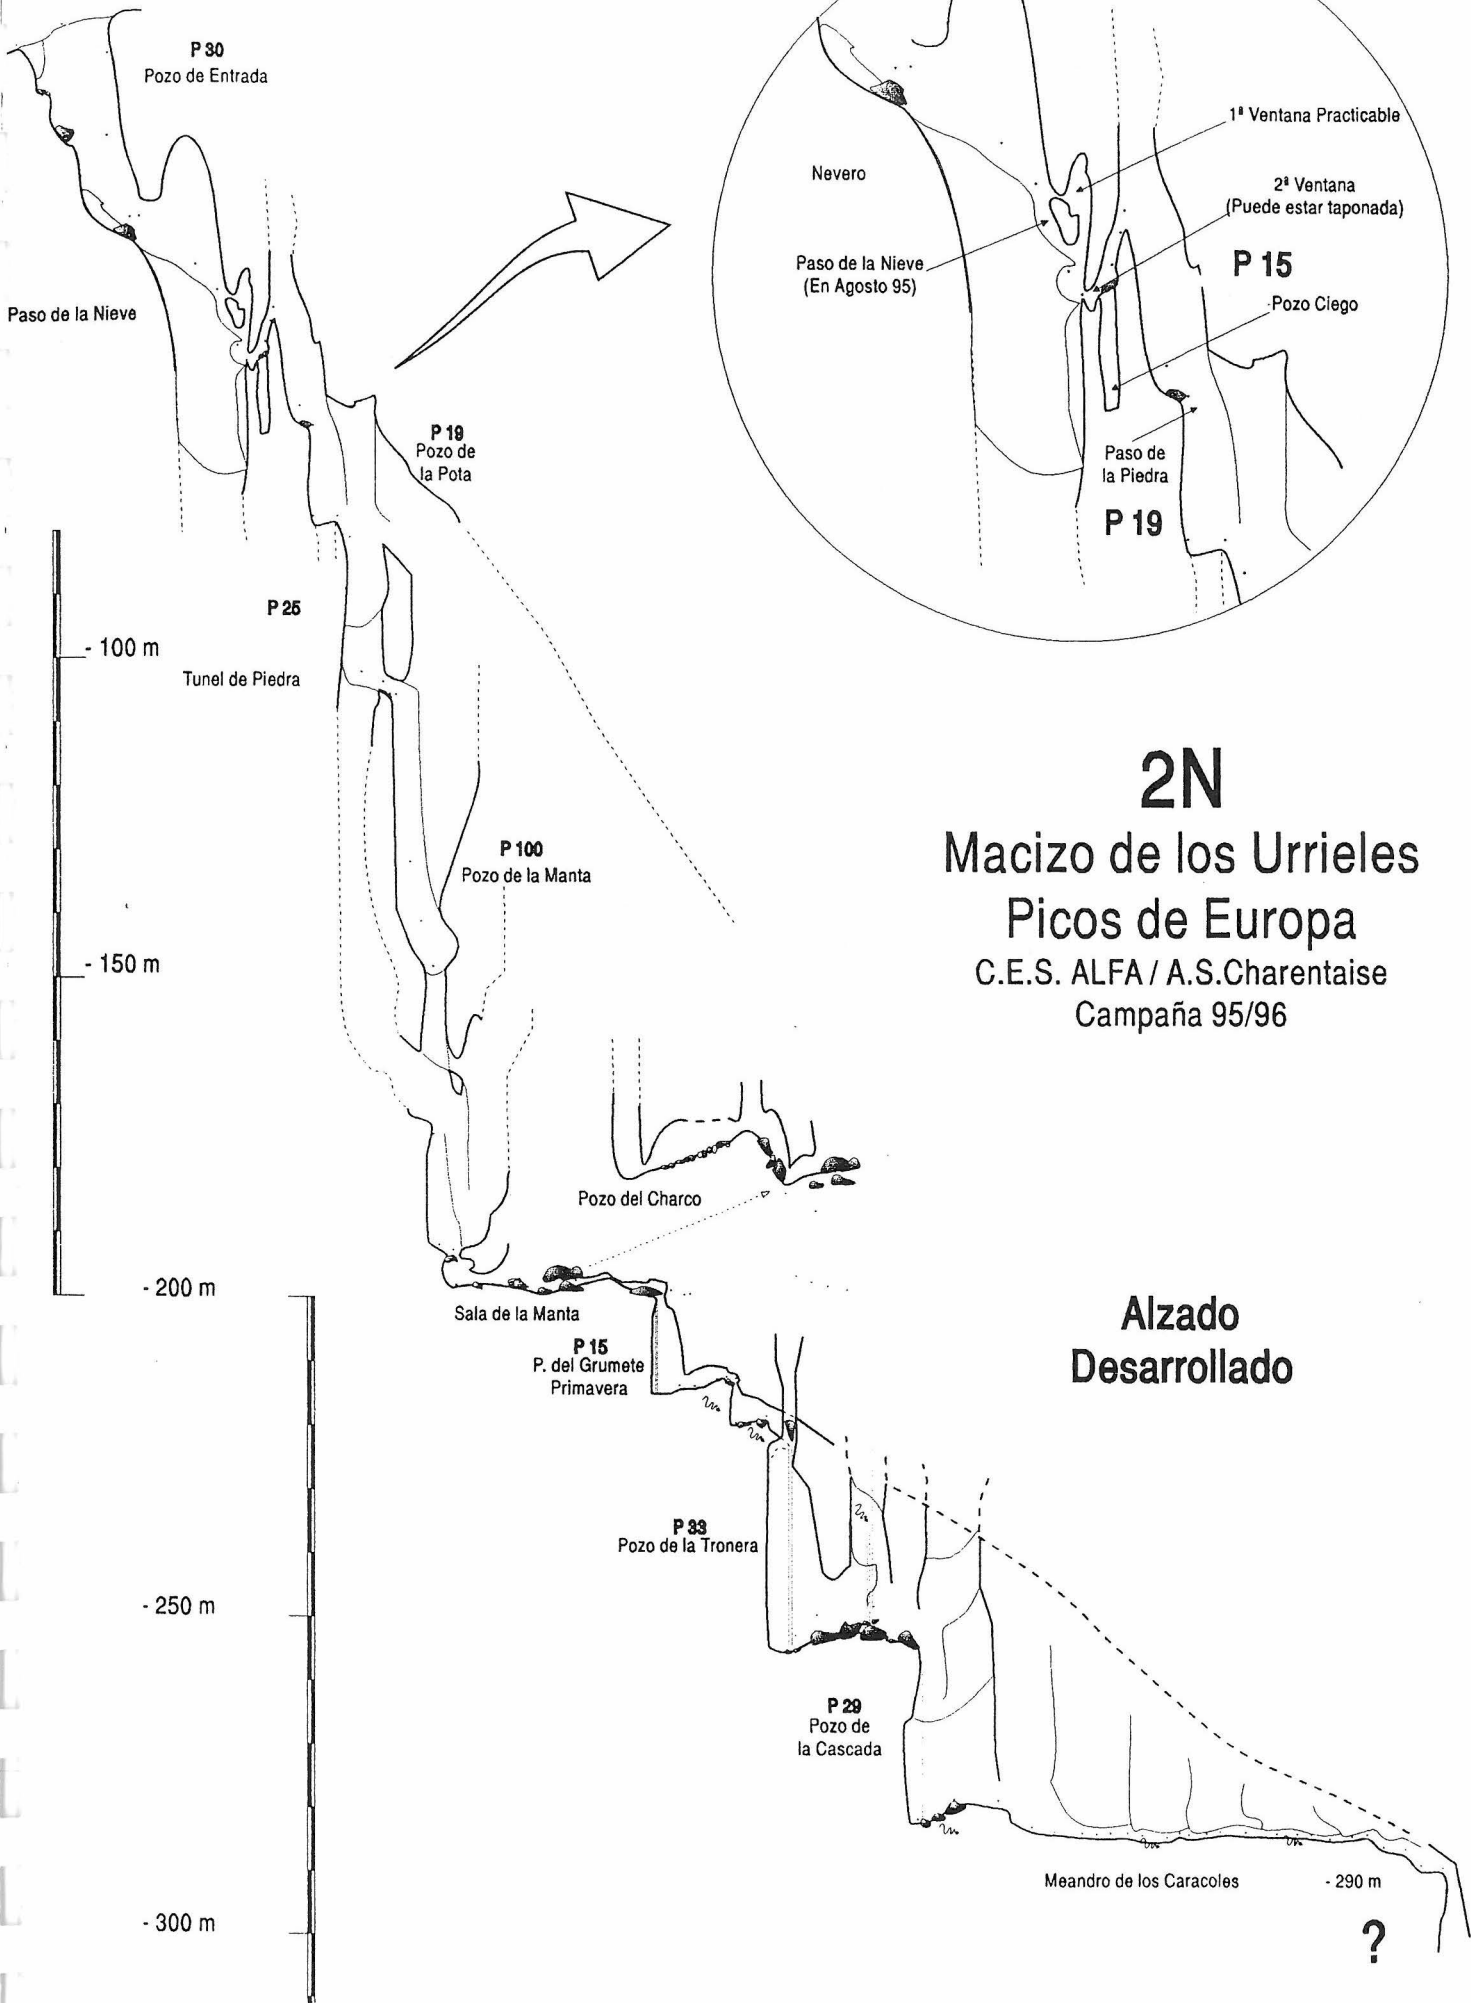 P 30
Pozo de Entrada
Paso de la Nieve
P 19
Pozo de
la Pota
P 25
Tunel de Piedra
- 100 m
P 100
Pozo de la Manta
- 150 m
Pozo del Charco
- 200 m
Sala de la Manta
P 15
P. del Grumete
Primavera
P 33
Pozo de la Tronera
- 250 m
P 29
Pozo de
la Cascada
Meandro de los Caracoles
- 290 m
?
- 300 m
1ª Ventana Practicable
Nevero
2ª Ventana
(Puede estar taponada)
Paso de la Nieve
(En Agosto 95)
P 15
Pozo Ciego
Paso de
la Piedra
P 19
2N
Macizo de los Urrieles
Picos de Europa
C.E.S. ALFA / A.S.Charentaise
Campaña 95/96
Alzado
Desarrollado